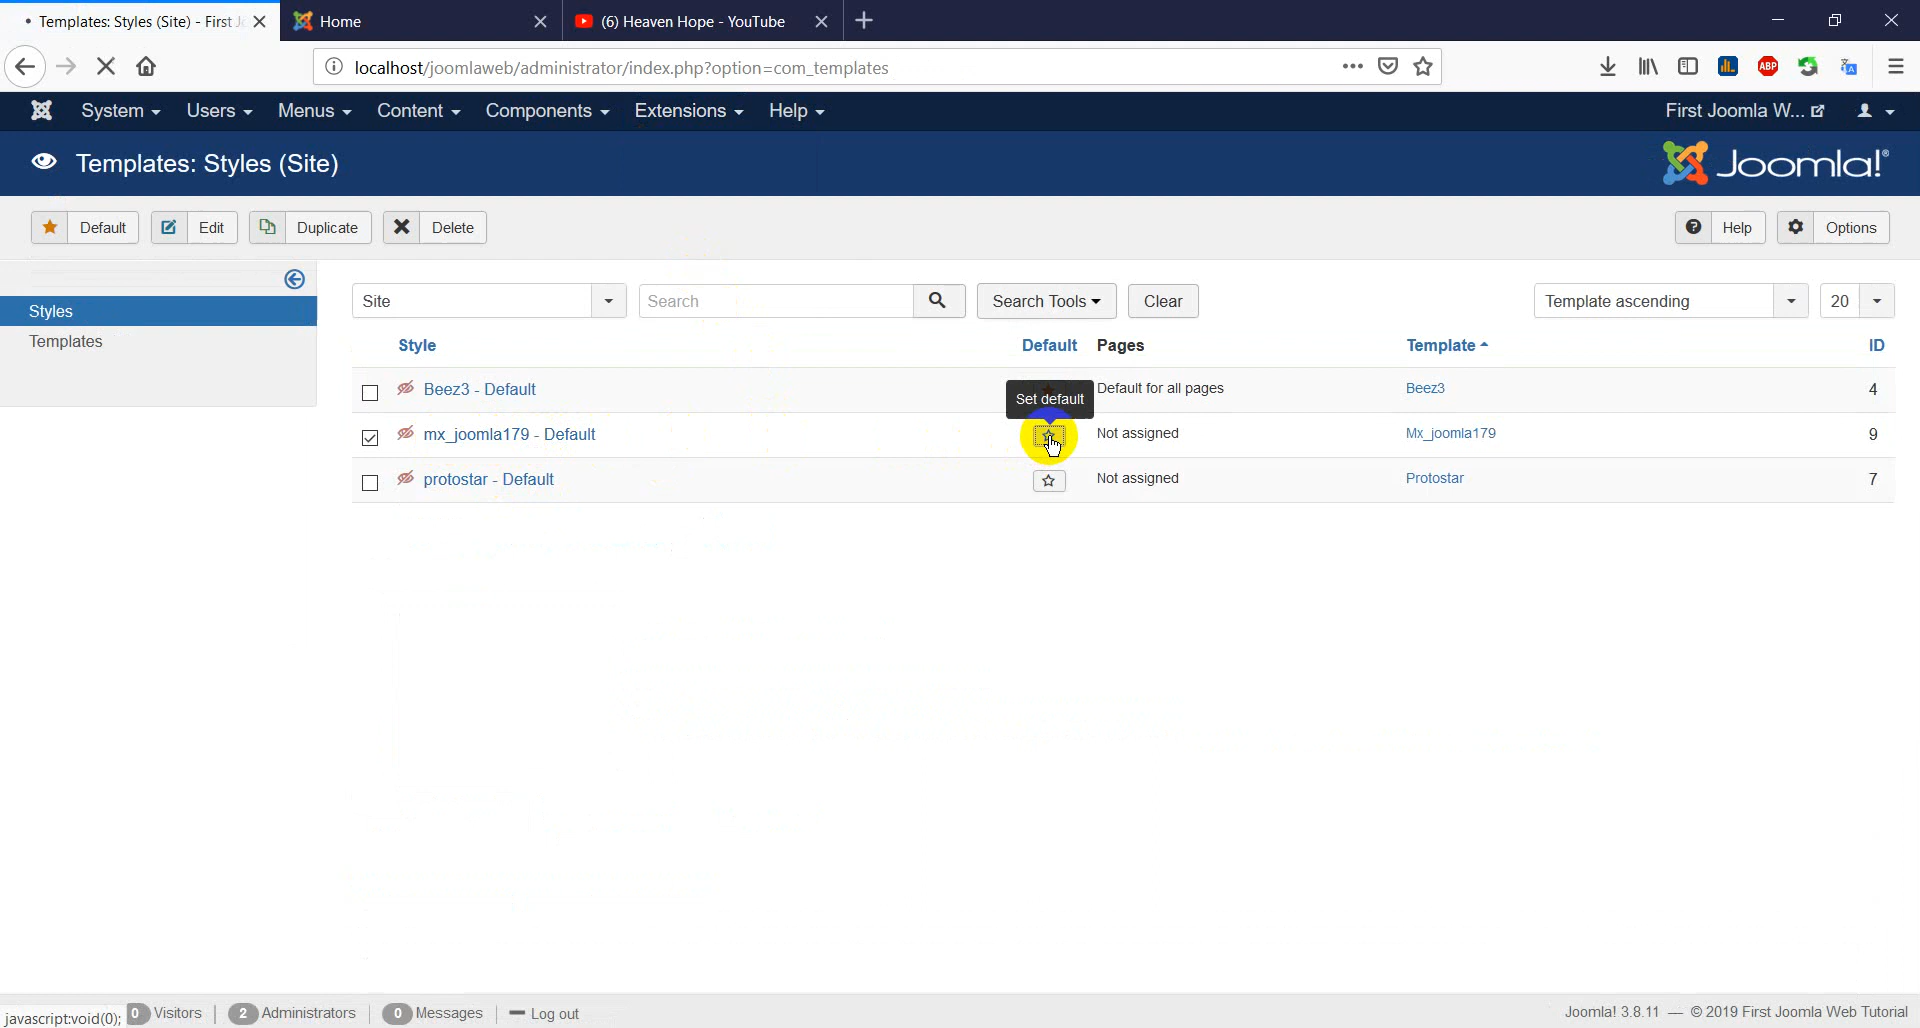 Templates: Styles (Site) - First J
Home
(6) Heaven Hope - YouTube
localhost/joomlaweb/administrator/index.php?option=com_templates
ABP
System Users Menus Content Components Extensions Help First Joomla W...
Templates: Styles (Site)
Joomla!®
Default Edit Duplicate Delete Help Options
Styles
Templates
Site Search Search Tools Clear Template ascending 20
Style Default Pages Template ID
Beez3 - Default Default for all pages Beez3 4
Set default
mx_joomla179 - Default Not assigned Mx_joomla179 9
protostar - Default Not assigned Protostar 7
javascript:void(0);
0 Visitors 2 Administrators 0 Messages Log out Joomla! 3.8.11 — © 2019 First Joomla Web Tutorial